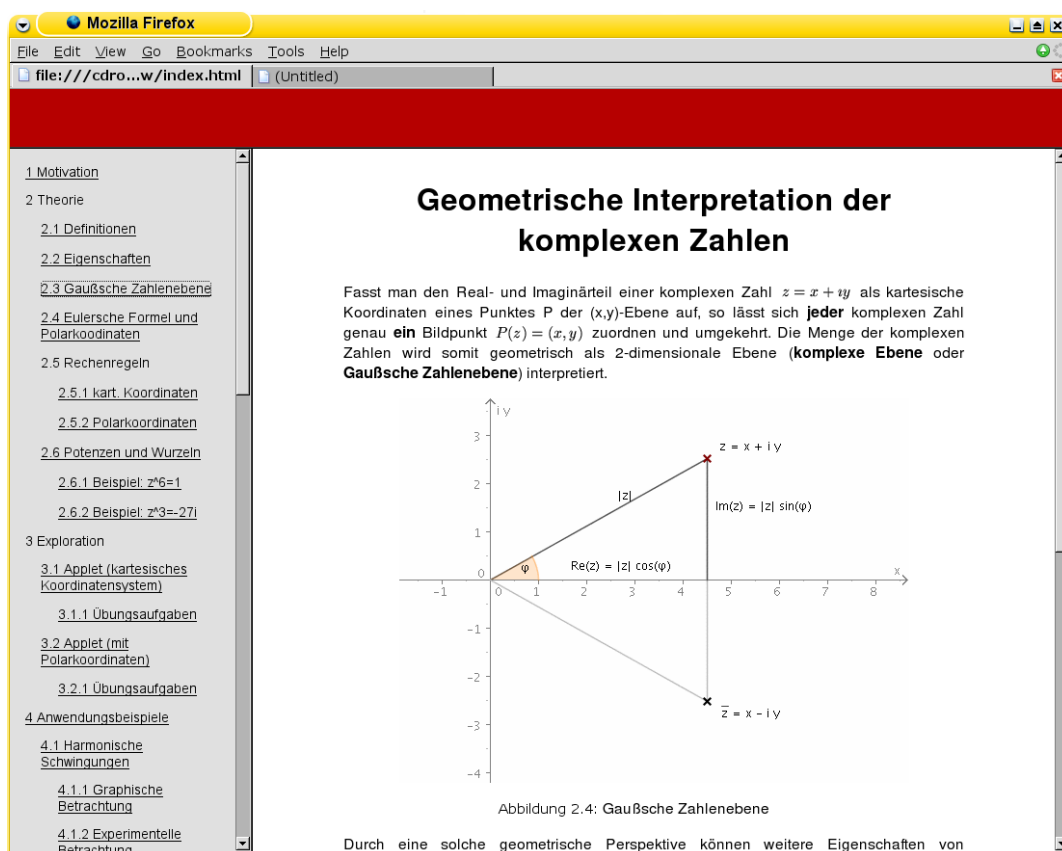 Mozilla Firefox
File Edit View Go Bookmarks Tools Help
file:///cdro...w/index.html
(Untitled)
1 Motivation
2 Theorie
2.1 Definitionen
2.2 Eigenschaften
2.3 Gaußsche Zahlenebene
2.4 Eulersche Formel und
Polarkoodinaten
2.5 Rechenregeln
2.5.1 kart. Koordinaten
2.5.2 Polarkoordinaten
2.6 Potenzen und Wurzeln
2.6.1 Beispiel: z^6=1
2.6.2 Beispiel: z^3=-27i
3 Exploration
3.1 Applet (kartesisches
Koordinatensystem)
3.1.1 Übungsaufgaben
3.2 Applet (mit
Polarkoordinaten)
3.2.1 Übungsaufgaben
4 Anwendungsbeispiele
4.1 Harmonische
Schwingungen
4.1.1 Graphische
Betrachtung
4.1.2 Experimentelle
Betrachtung
Geometrische Interpretation der
komplexen Zahlen
Fasst man den Real- und Imaginärteil einer komplexen Zahl z = x + ıy als kartesische
Koordinaten eines Punktes P der (x,y)-Ebene auf, so lässt sich jeder komplexen Zahl
genau ein Bildpunkt P(z) = (x, y) zuordnen und umgekehrt. Die Menge der komplexen
Zahlen wird somit geometrisch als 2-dimensionale Ebene (komplexe Ebene oder
Gaußsche Zahlenebene) interpretiert.
i y
3
z = x + i y
2
|z|
Im(z) = |z| sin(φ)
1
0
φ
Re(z) = |z| cos(φ)
x
-1 0 1 2 3 4 5 6 7 8
-1
-2
z̅ = x - i y
-3
-4
Abbildung 2.4: Gaußsche Zahlenebene
Durch eine solche geometrische Perspektive können weitere Eigenschaften von